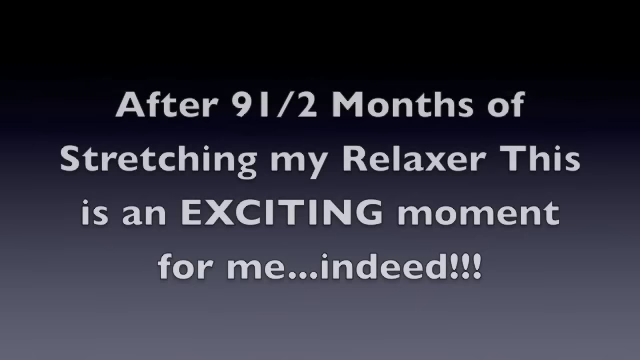 After 91/2 Months of
Stretching my Relaxer This
is an EXCITING moment
for me...indeed!!!